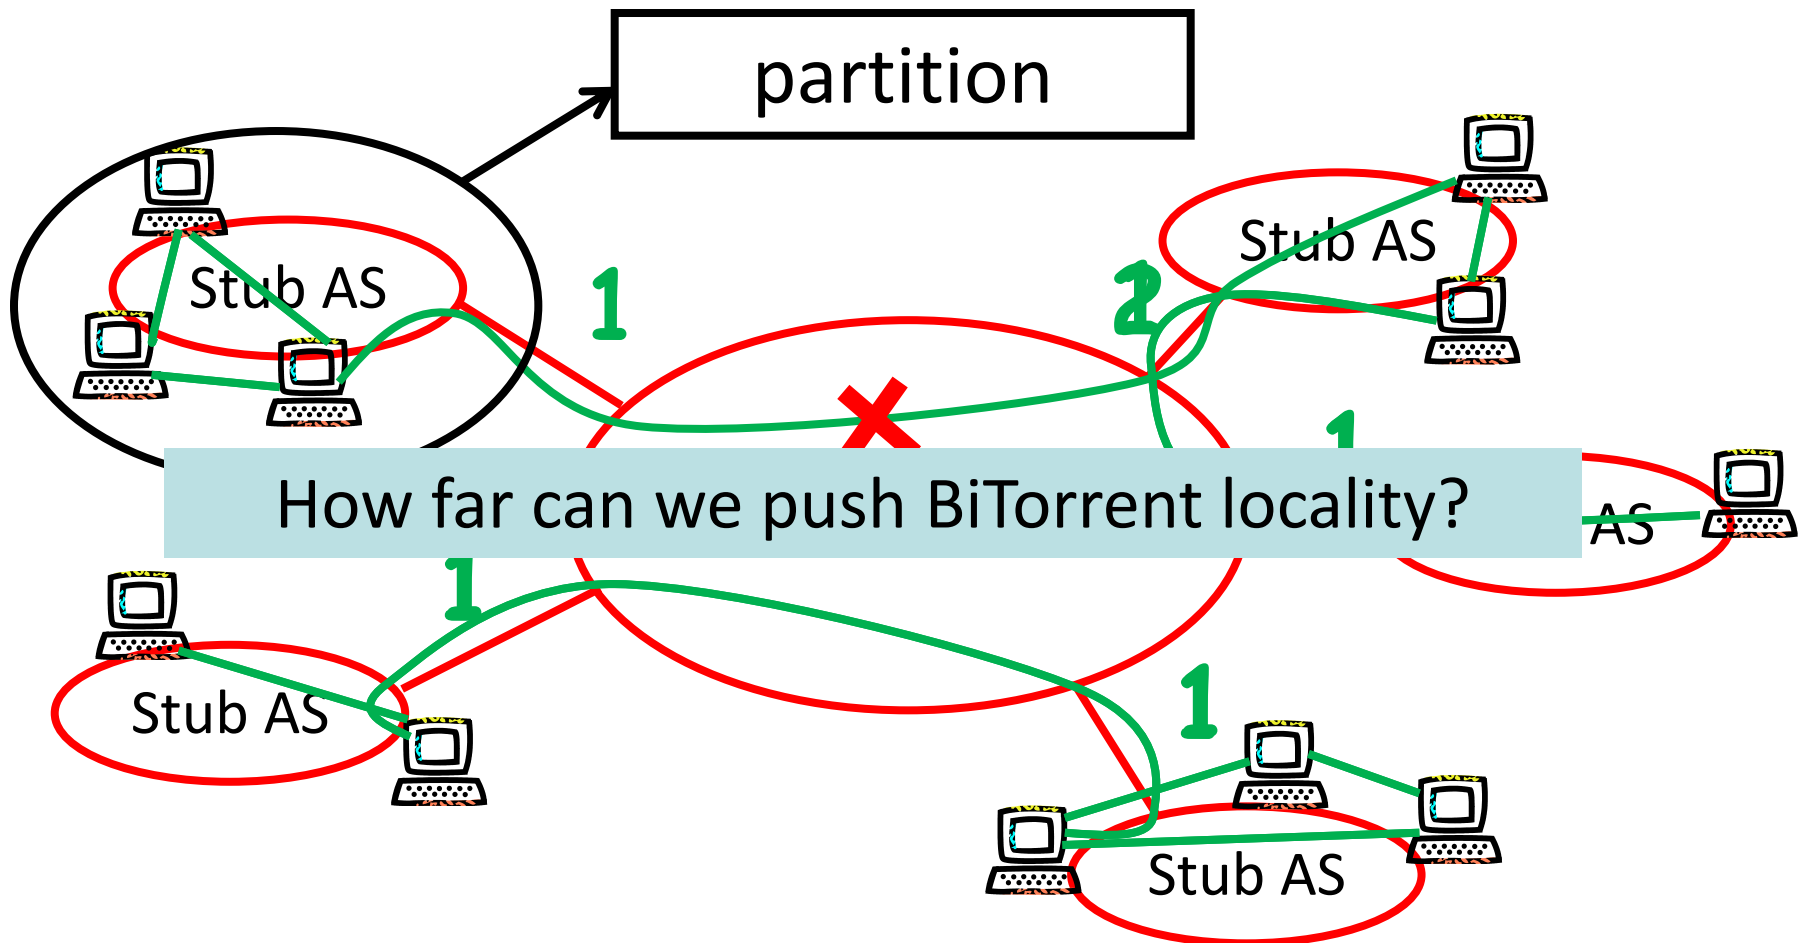 partition
Stub AS
Stub AS
1
1
How far can we push BiTorrent locality?
AS
1
1
Stub AS
Stub AS